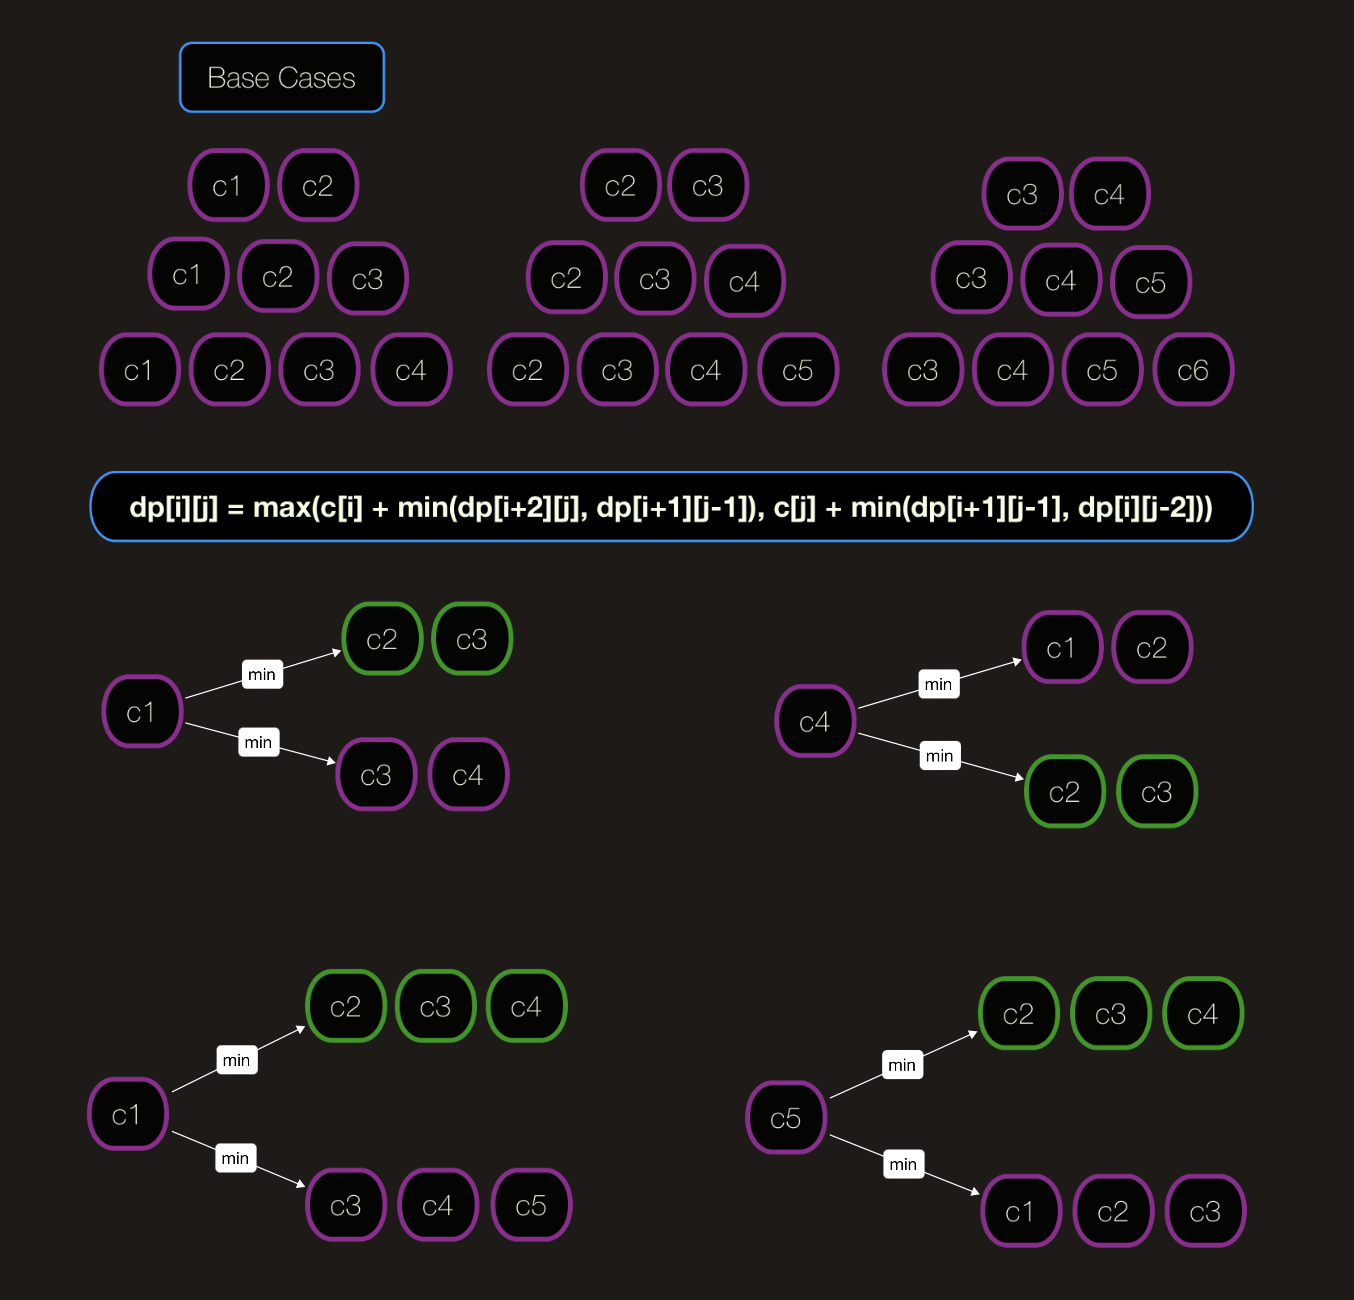 Base Cases
c1 c2 c2 c3 c3 c4
c1 c2 c3 c2 c3 c4 c3 c4 c5
c1 c2 c3 c4 c2 c3 c4 c5 c3 c4 c5 c6
dp[i][j] = max(c[i] + min(dp[i+2][j], dp[i+1][j-1]), c[j] + min(dp[i+1][j-1], dp[i][j-2]))
c2 c3
min
c1
min
c3 c4
c1 c2
min
c4
min
c2 c3
c2 c3 c4
min
c1
min
c3 c4 c5
c2 c3 c4
min
c5
min
c1 c2 c3